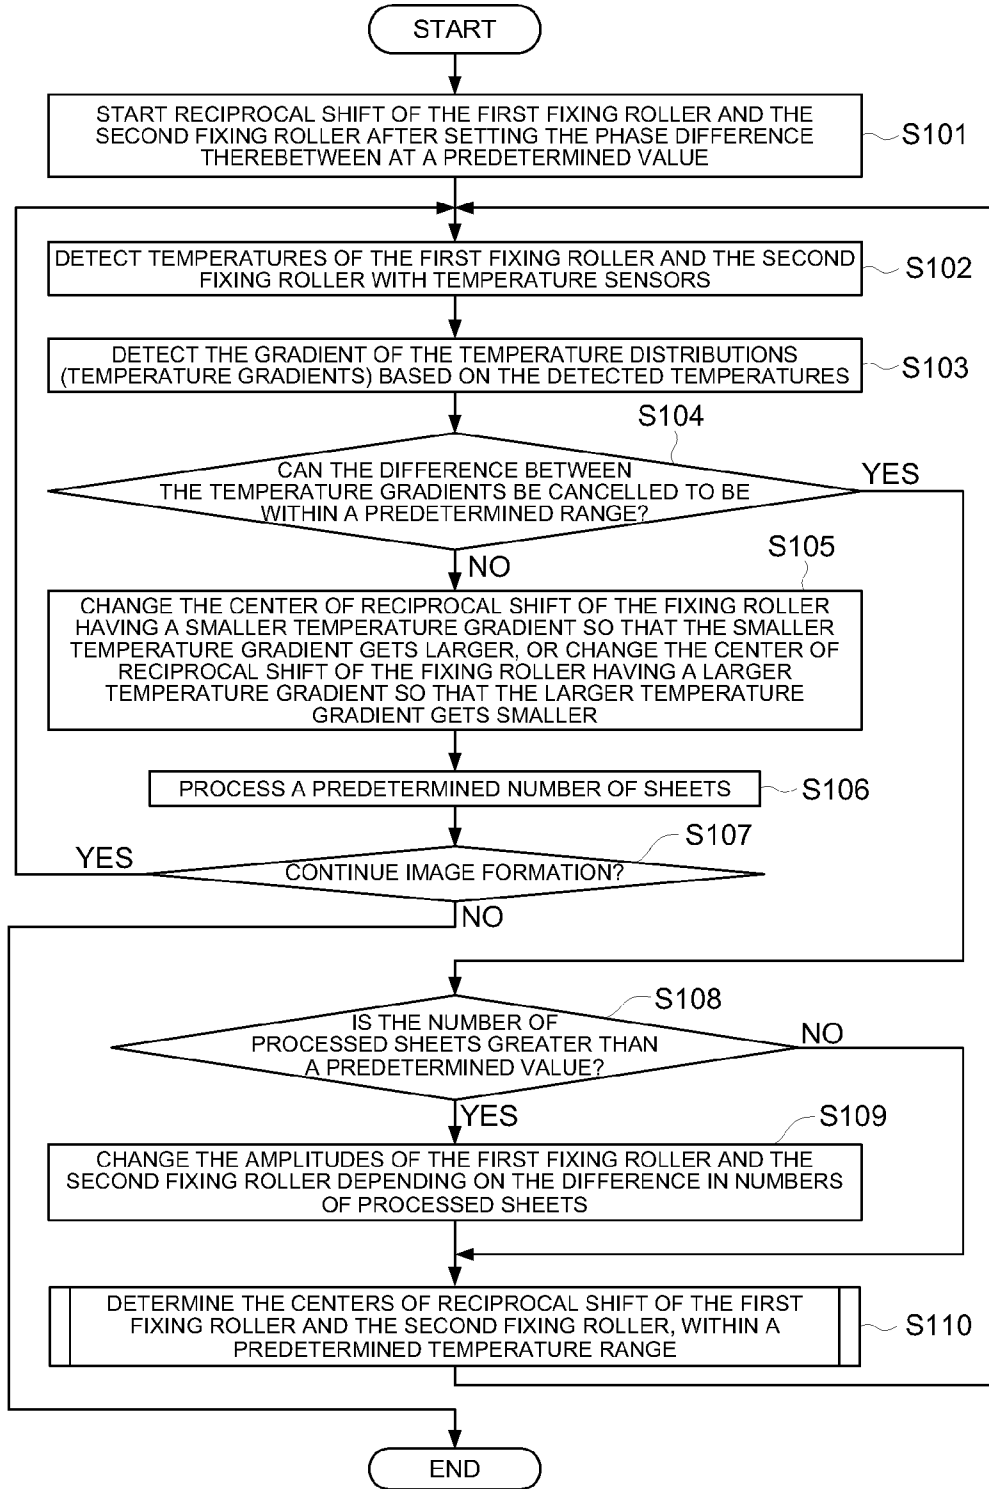 START
START RECIPROCAL SHIFT OF THE FIRST FIXING ROLLER AND THE
SECOND FIXING ROLLER AFTER SETTING THE PHASE DIFFERENCE
THEREBETWEEN AT A PREDETERMINED VALUE
S101
DETECT TEMPERATURES OF THE FIRST FIXING ROLLER AND THE SECOND
FIXING ROLLER WITH TEMPERATURE SENSORS
S102
DETECT THE GRADIENT OF THE TEMPERATURE DISTRIBUTIONS
(TEMPERATURE GRADIENTS) BASED ON THE DETECTED TEMPERATURES
S103
S104
CAN THE DIFFERENCE BETWEEN
THE TEMPERATURE GRADIENTS BE CANCELLED TO BE
WITHIN A PREDETERMINED RANGE?
YES
NO
S105
CHANGE THE CENTER OF RECIPROCAL SHIFT OF THE FIXING ROLLER
HAVING A SMALLER TEMPERATURE GRADIENT SO THAT THE SMALLER
TEMPERATURE GRADIENT GETS LARGER, OR CHANGE THE CENTER OF
RECIPROCAL SHIFT OF THE FIXING ROLLER HAVING A LARGER
TEMPERATURE GRADIENT SO THAT THE LARGER TEMPERATURE
GRADIENT GETS SMALLER
PROCESS A PREDETERMINED NUMBER OF SHEETS
S106
S107
YES
CONTINUE IMAGE FORMATION?
NO
S108
IS THE NUMBER OF
PROCESSED SHEETS GREATER THAN
A PREDETERMINED VALUE?
NO
YES
S109
CHANGE THE AMPLITUDES OF THE FIRST FIXING ROLLER AND THE
SECOND FIXING ROLLER DEPENDING ON THE DIFFERENCE IN NUMBERS
OF PROCESSED SHEETS
DETERMINE THE CENTERS OF RECIPROCAL SHIFT OF THE FIRST
FIXING ROLLER AND THE SECOND FIXING ROLLER, WITHIN A
PREDETERMINED TEMPERATURE RANGE
S110
END